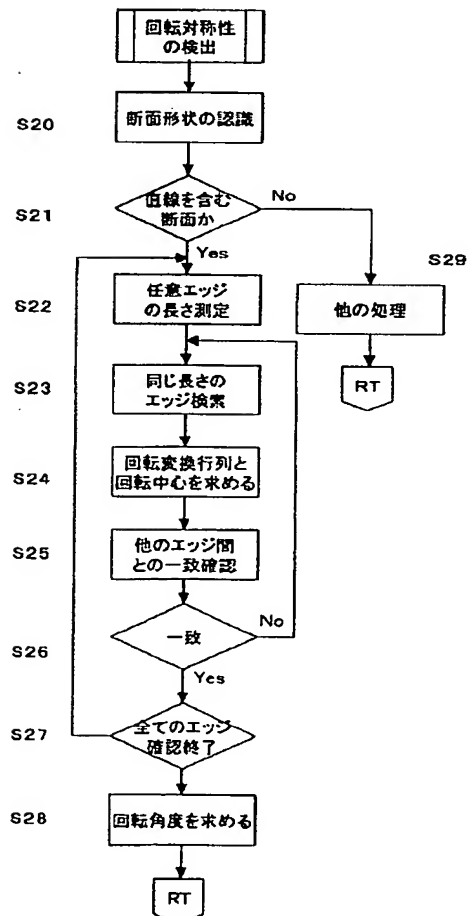 回転対称性
の検出
S20
断面形状の認識
S21
直線を含む
断面か
No
Yes
S29
S22
任意エッジ
の長さ測定
他の処理
RT
S23
同じ長さの
エッジ検索
S24
回転変換行列と
回転中心を求める
S25
他のエッジ間
との一致確認
S26
一致
No
Yes
S27
全てのエッジ
確認終了
S28
回転角度を求める
RT